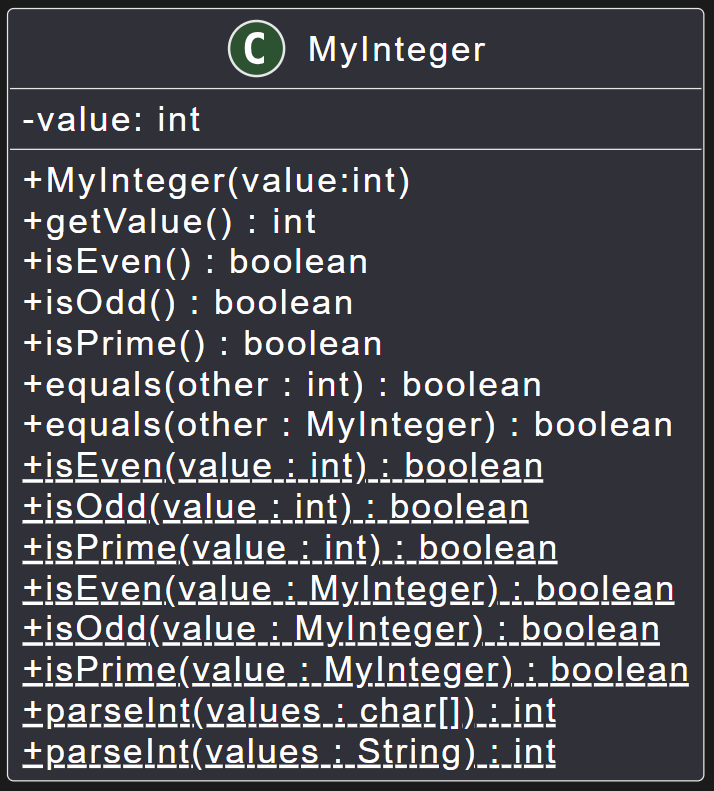 C MyInteger
-value: int
+MyInteger(value:int)
+getValue() : int
+isEven() : boolean
+isOdd() : boolean
+isPrime() : boolean
+equals(other : int) : boolean
+equals(other : MyInteger) : boolean
+isEven(value : int) : boolean
+isOdd(value : int) : boolean
+isPrime(value : int) : boolean
+isEven(value : MyInteger) : boolean
+isOdd(value : MyInteger) : boolean
+isPrime(value : MyInteger) : boolean
+parseInt(values : char[]) : int
+parseInt(values : String) : int